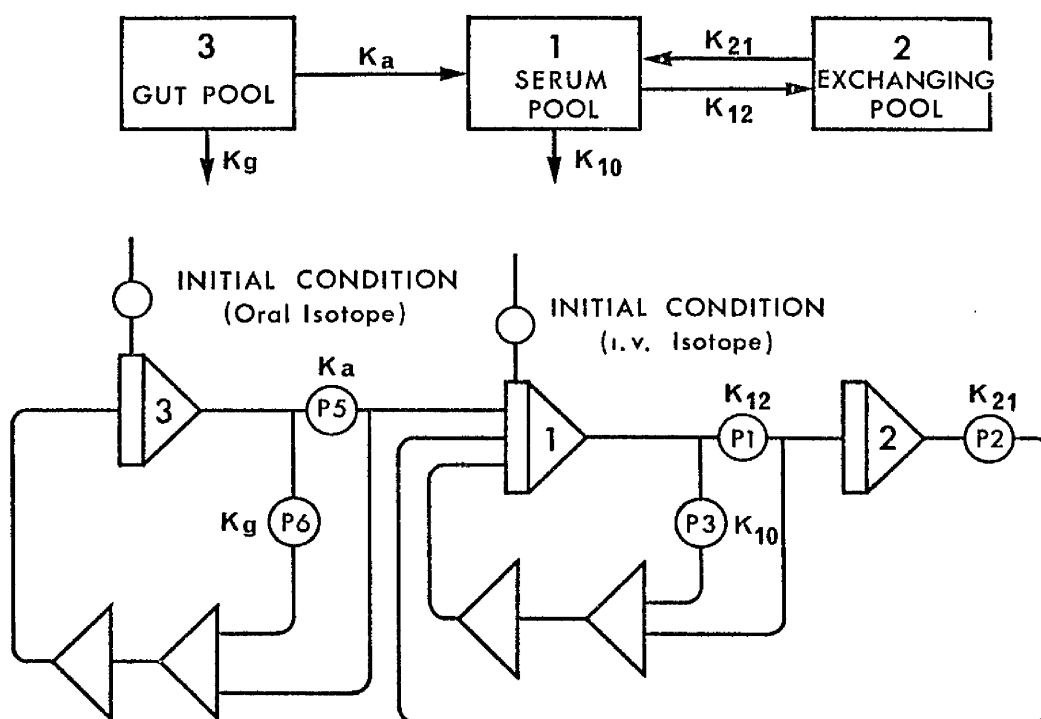 3
GUT POOL
Ka
Kg
1
SERUM
POOL
K10
K21
K12
2
EXCHANGING
POOL
INITIAL CONDITION
(Oral Isotope)
INITIAL CONDITION
(i.v. Isotope)
3
Ka
P5
Kg
P6
1
K12
P1
P3
K10
2
K21
P2